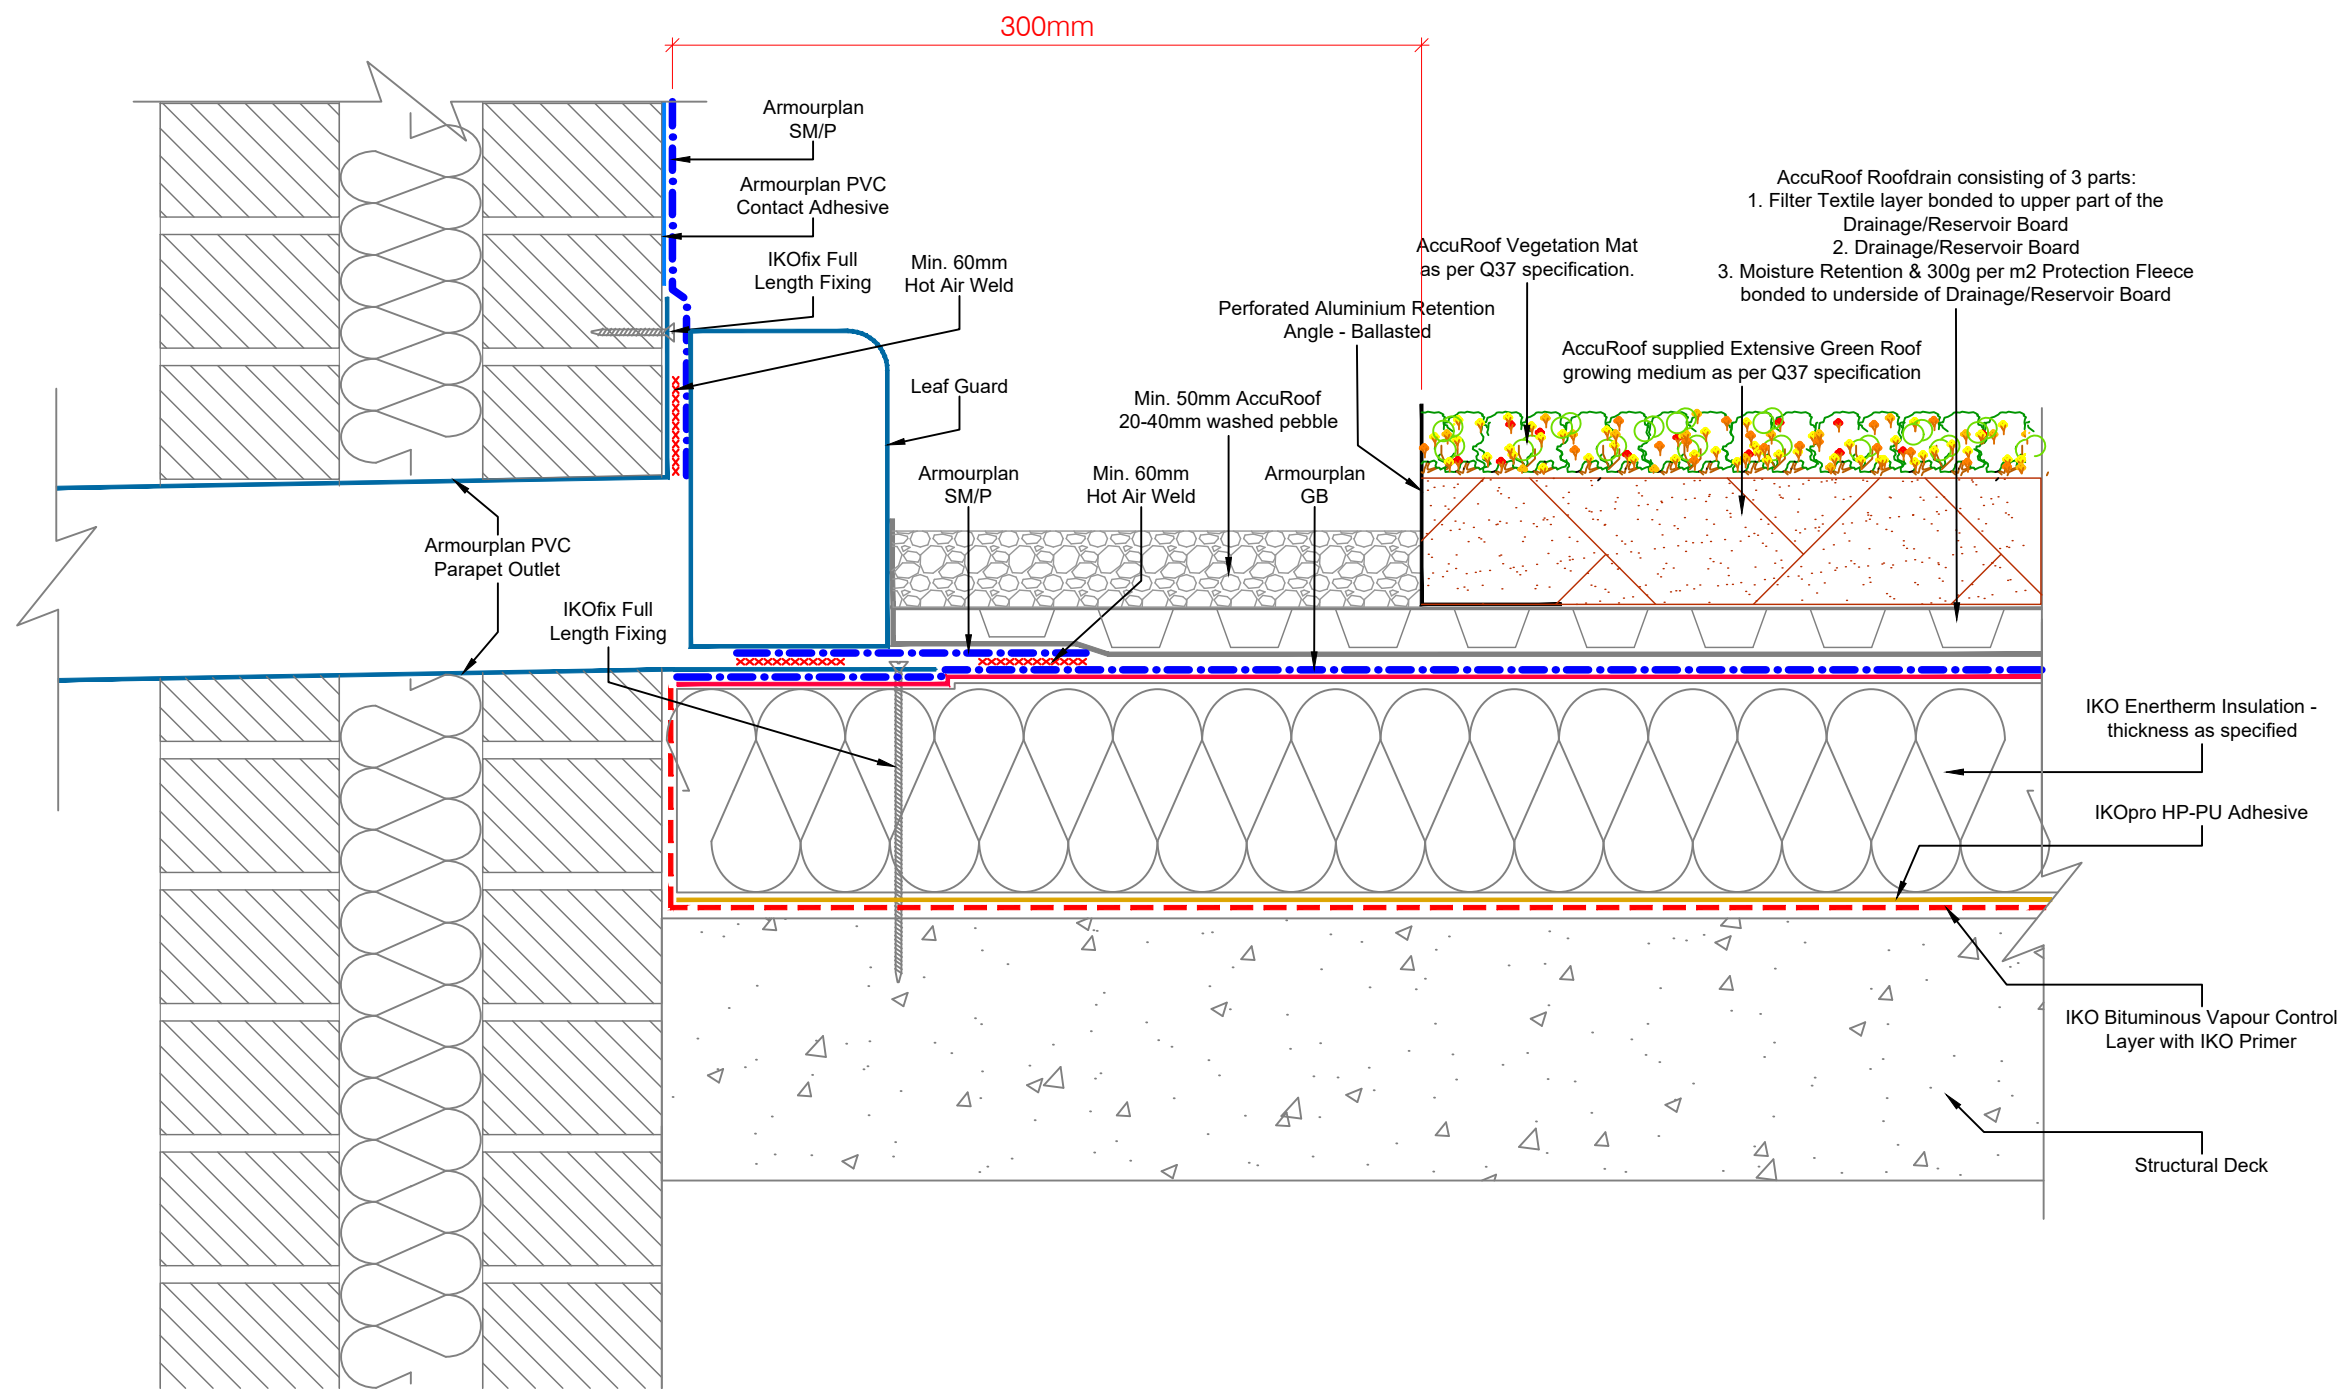 300mm
Armourplan
SM/P
Armourplan PVC
Contact Adhesive
IKOfix Full
Length Fixing
Min. 60mm
Hot Air Weld
Leaf Guard
AccuRoof Roofdrain consisting of 3 parts:
1. Filter Textile layer bonded to upper part of the
Drainage/Reservoir Board
2. Drainage/Reservoir Board
3. Moisture Retention & 300g per m2 Protection Fleece
bonded to underside of Drainage/Reservoir Board
AccuRoof Vegetation Mat
as per Q37 specification.
Perforated Aluminium Retention
Angle - Ballasted
AccuRoof supplied Extensive Green Roof
growing medium as per Q37 specification
Min. 50mm AccuRoof
20-40mm washed pebble
Armourplan
SM/P
Min. 60mm
Hot Air Weld
Armourplan
GB
Armourplan PVC
Parapet Outlet
IKOfix Full
Length Fixing
IKO Enertherm Insulation -
thickness as specified
IKOpro HP-PU Adhesive
IKO Bituminous Vapour Control
Layer with IKO Primer
Structural Deck